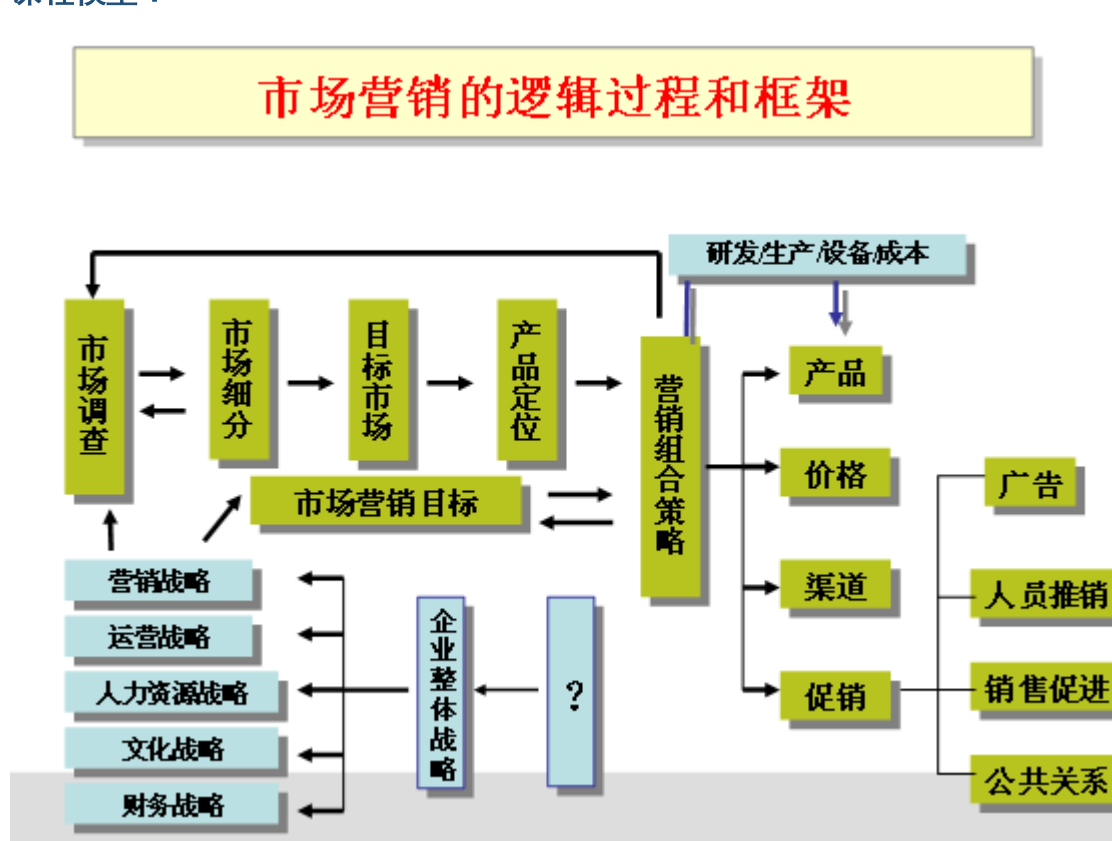 市场营销的逻辑过程和框架
研发/生产/设备/成本
市场调查
市场细分
目标市场
产品定位
营销组合策略
产品
价格
渠道
促销
广告
人员推销
销售促进
公共关系
市场营销目标
营销战略
运营战略
人力资源战略
文化战略
财务战略
企业整体战略
?